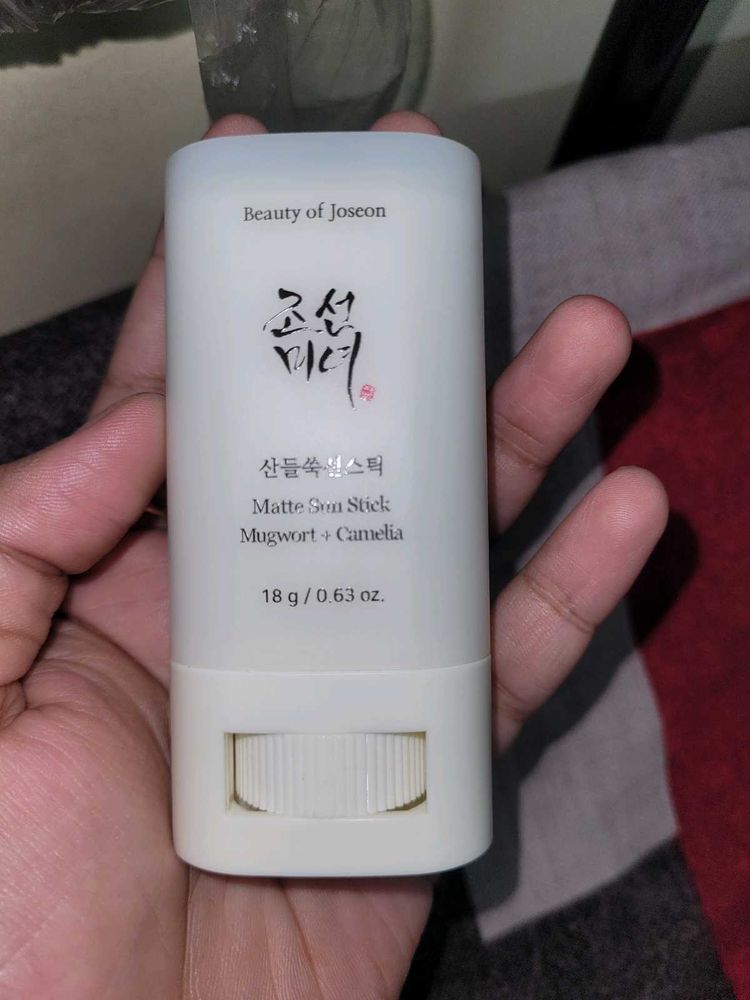 Beauty of Joseon
조선
미녀
산들쑥선스틱
Matte Sun Stick
Mugwort + Camelia
18 g / 0.63 oz.